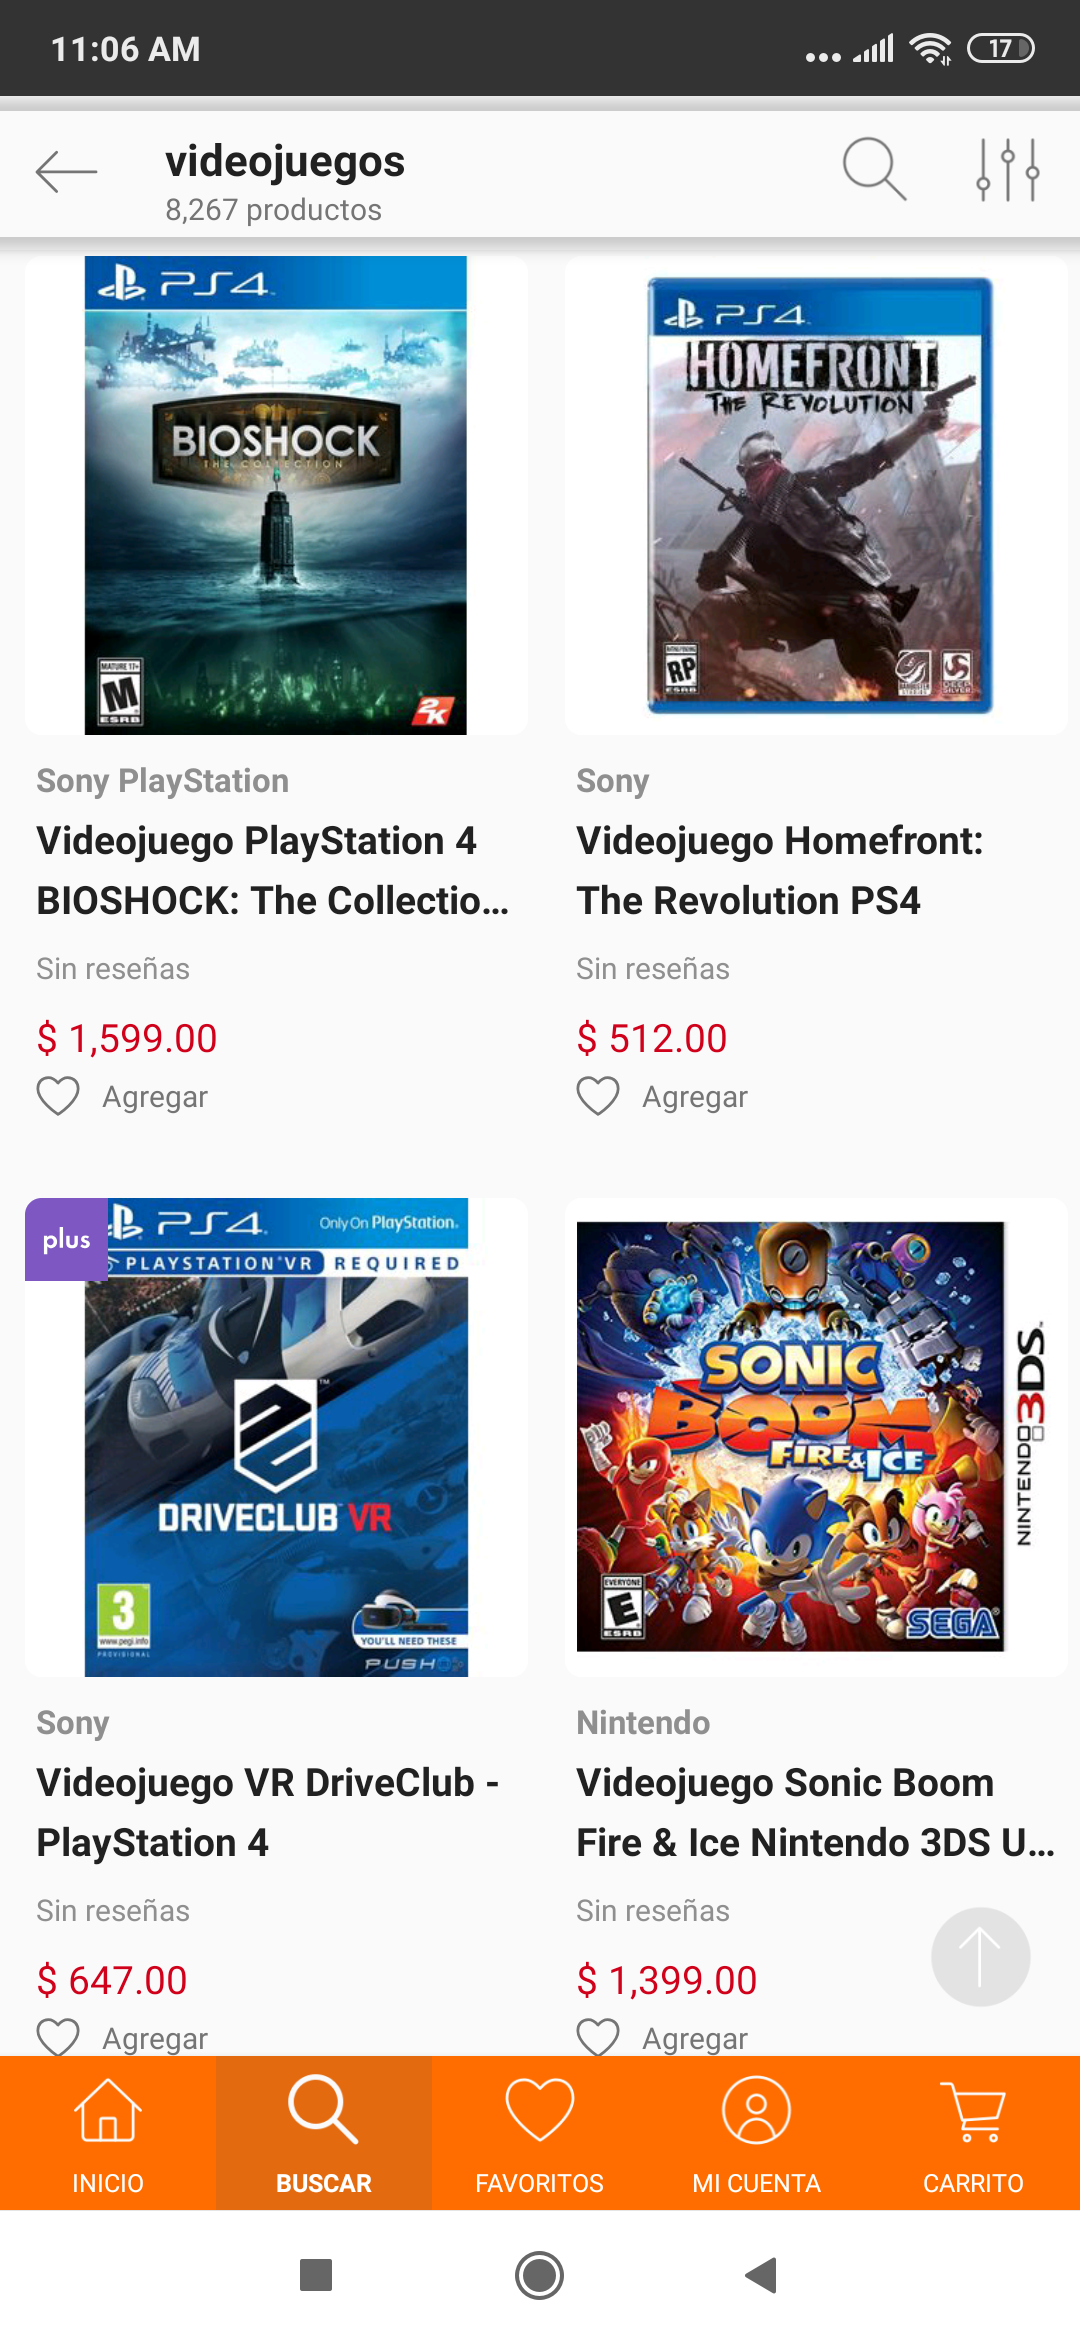 11:06 AM
17
videojuegos
8,267 productos
PS4
BIOSHOCK
THE COLLECTION
MATURE 17+
M
ESRB
2K
PS4
HOMEFRONT
THE REVOLUTION
RP
ESRB
DEEP SILVER
Sony PlayStation
Videojuego PlayStation 4
BIOSHOCK: The Collectio...
Sin reseñas
$ 1,599.00
Agregar
Sony
Videojuego Homefront:
The Revolution PS4
Sin reseñas
$ 512.00
Agregar
plus
PS4 Only On PlayStation.
PLAYSTATION VR REQUIRED
DRIVECLUB VR
3
www.pegi.info
PROVISIONAL
YOU'LL NEED THESE
PUSH
SONIC
BOOM
FIRE & ICE
NINTENDO 3DS
EVERYONE
E
ESRB
SEGA
Sony
Videojuego VR DriveClub -
PlayStation 4
Sin reseñas
$ 647.00
Agregar
Nintendo
Videojuego Sonic Boom
Fire & Ice Nintendo 3DS U...
Sin reseñas
$ 1,399.00
Agregar
INICIO
BUSCAR
FAVORITOS
MI CUENTA
CARRITO